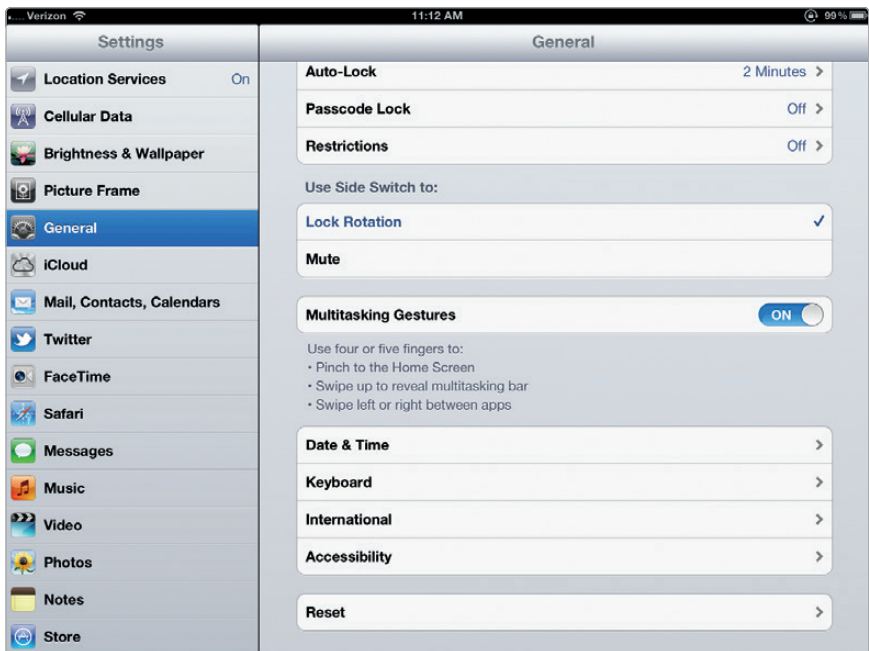 ..... Verizon 11:12 AM 99%
Settings
Location Services On
Cellular Data
Brightness & Wallpaper
Picture Frame
General
iCloud
Mail, Contacts, Calendars
Twitter
FaceTime
Safari
Messages
Music
Video
Photos
Notes
Store
General
Auto-Lock 2 Minutes >
Passcode Lock Off >
Restrictions Off >
Use Side Switch to:
Lock Rotation ✓
Mute
Multitasking Gestures ON
Use four or five fingers to:
• Pinch to the Home Screen
• Swipe up to reveal multitasking bar
• Swipe left or right between apps
Date & Time >
Keyboard >
International >
Accessibility >
Reset >